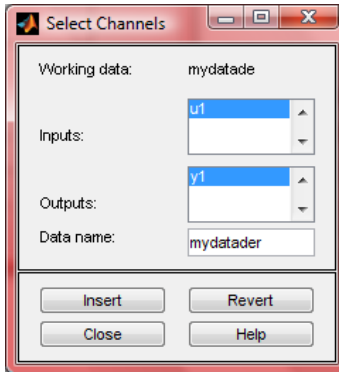 Select Channels
Working data: mydatade
u1
Inputs:
y1
Outputs:
Data name: mydatader
Insert Revert
Close Help